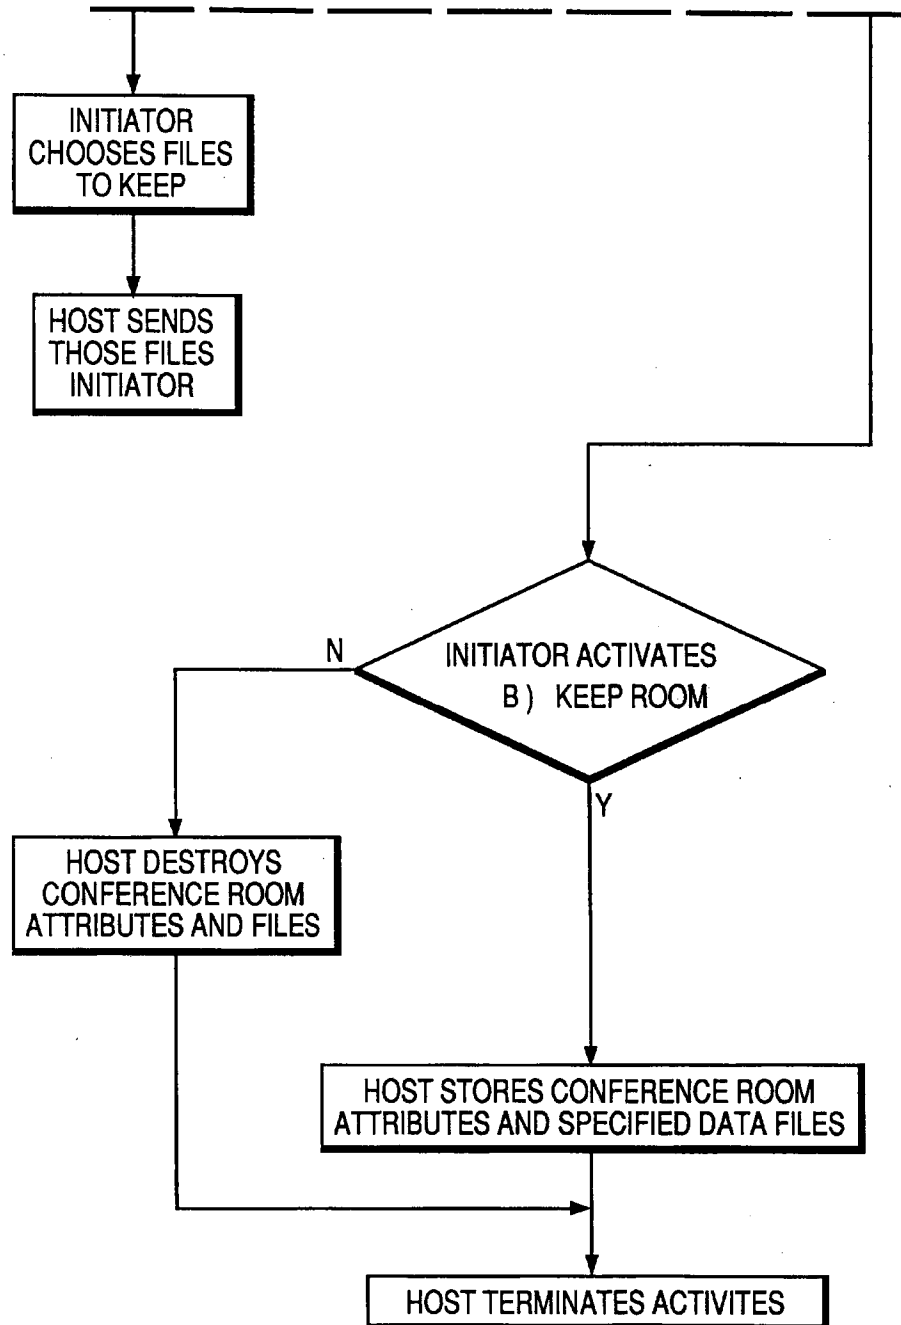 INITIATOR
CHOOSES FILES
TO KEEP
HOST SENDS
THOSE FILES
INITIATOR
INITIATOR ACTIVATES
B ) KEEP ROOM
N
Y
HOST DESTROYS
CONFERENCE ROOM
ATTRIBUTES AND FILES
HOST STORES CONFERENCE ROOM
ATTRIBUTES AND SPECIFIED DATA FILES
HOST TERMINATES ACTIVITES